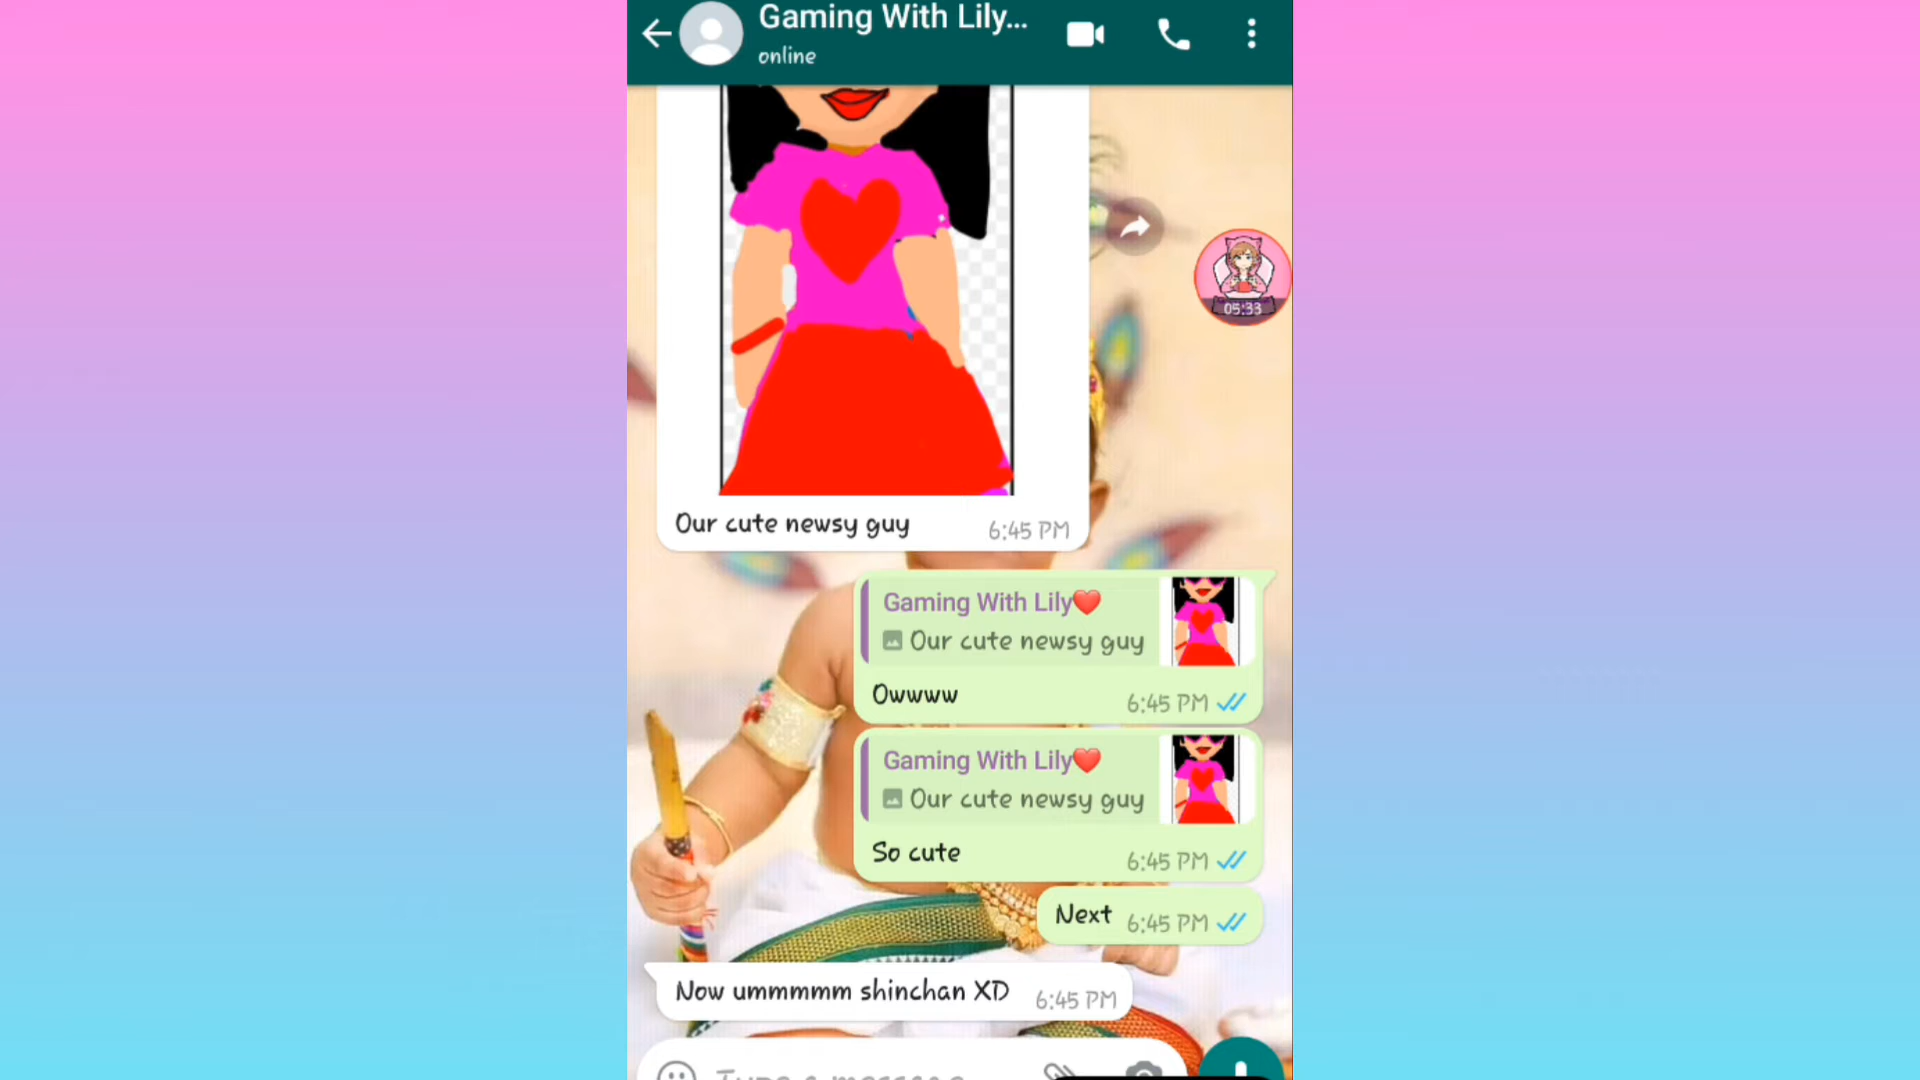 Gaming With Lily...
online
05:33
Our cute newsy guy
6:45 PM
Gaming With Lily❤️
Our cute newsy guy
Owwww
6:45 PM
Gaming With Lily❤️
Our cute newsy guy
So cute
6:45 PM
Next 6:45 PM
Now ummmmm shinchan XD 6:45 PM
Type a message